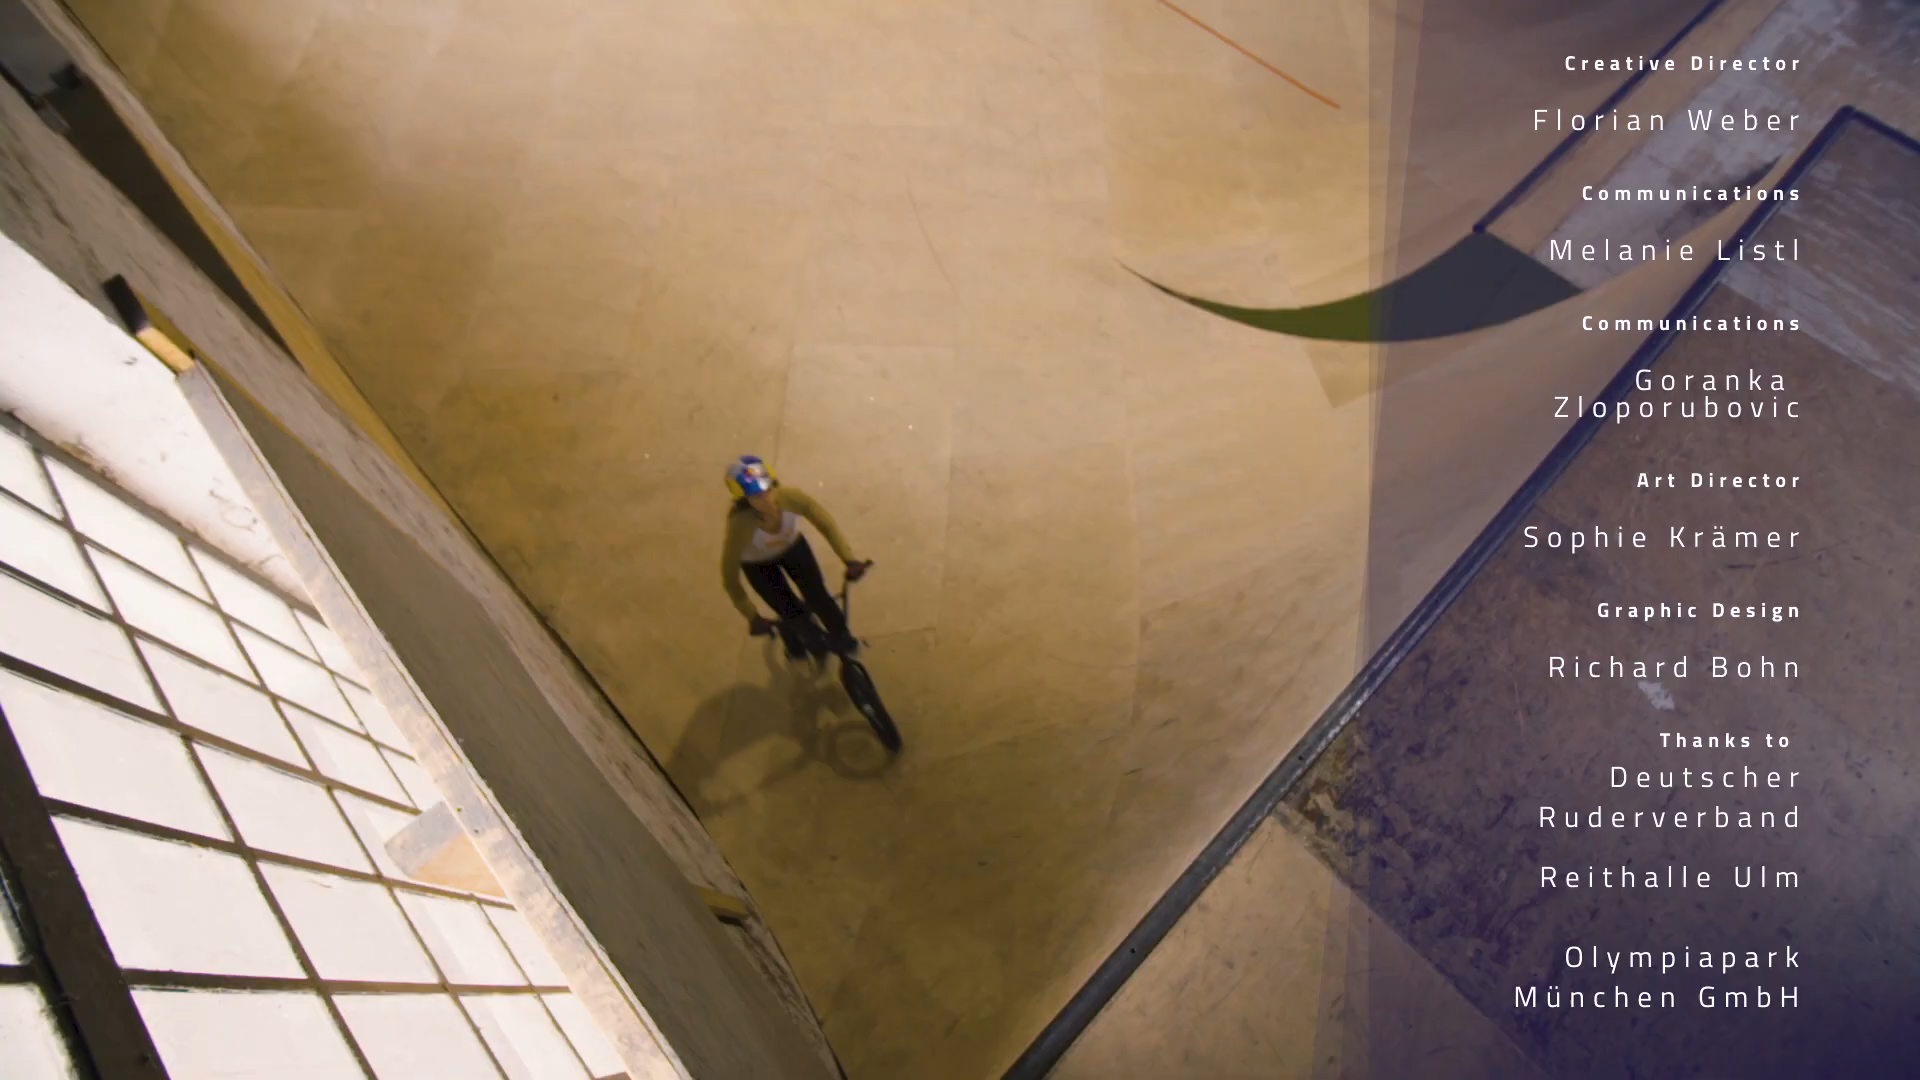 Creative Director
Florian Weber
Communications
Melanie Listl
Communications
Goranka
Zloporubovic
Art Director
Sophie Krämer
Graphic Design
Richard Bohn
Thanks to
Deutscher
Ruderverband
Reithalle Ulm
Olympiapark
München GmbH